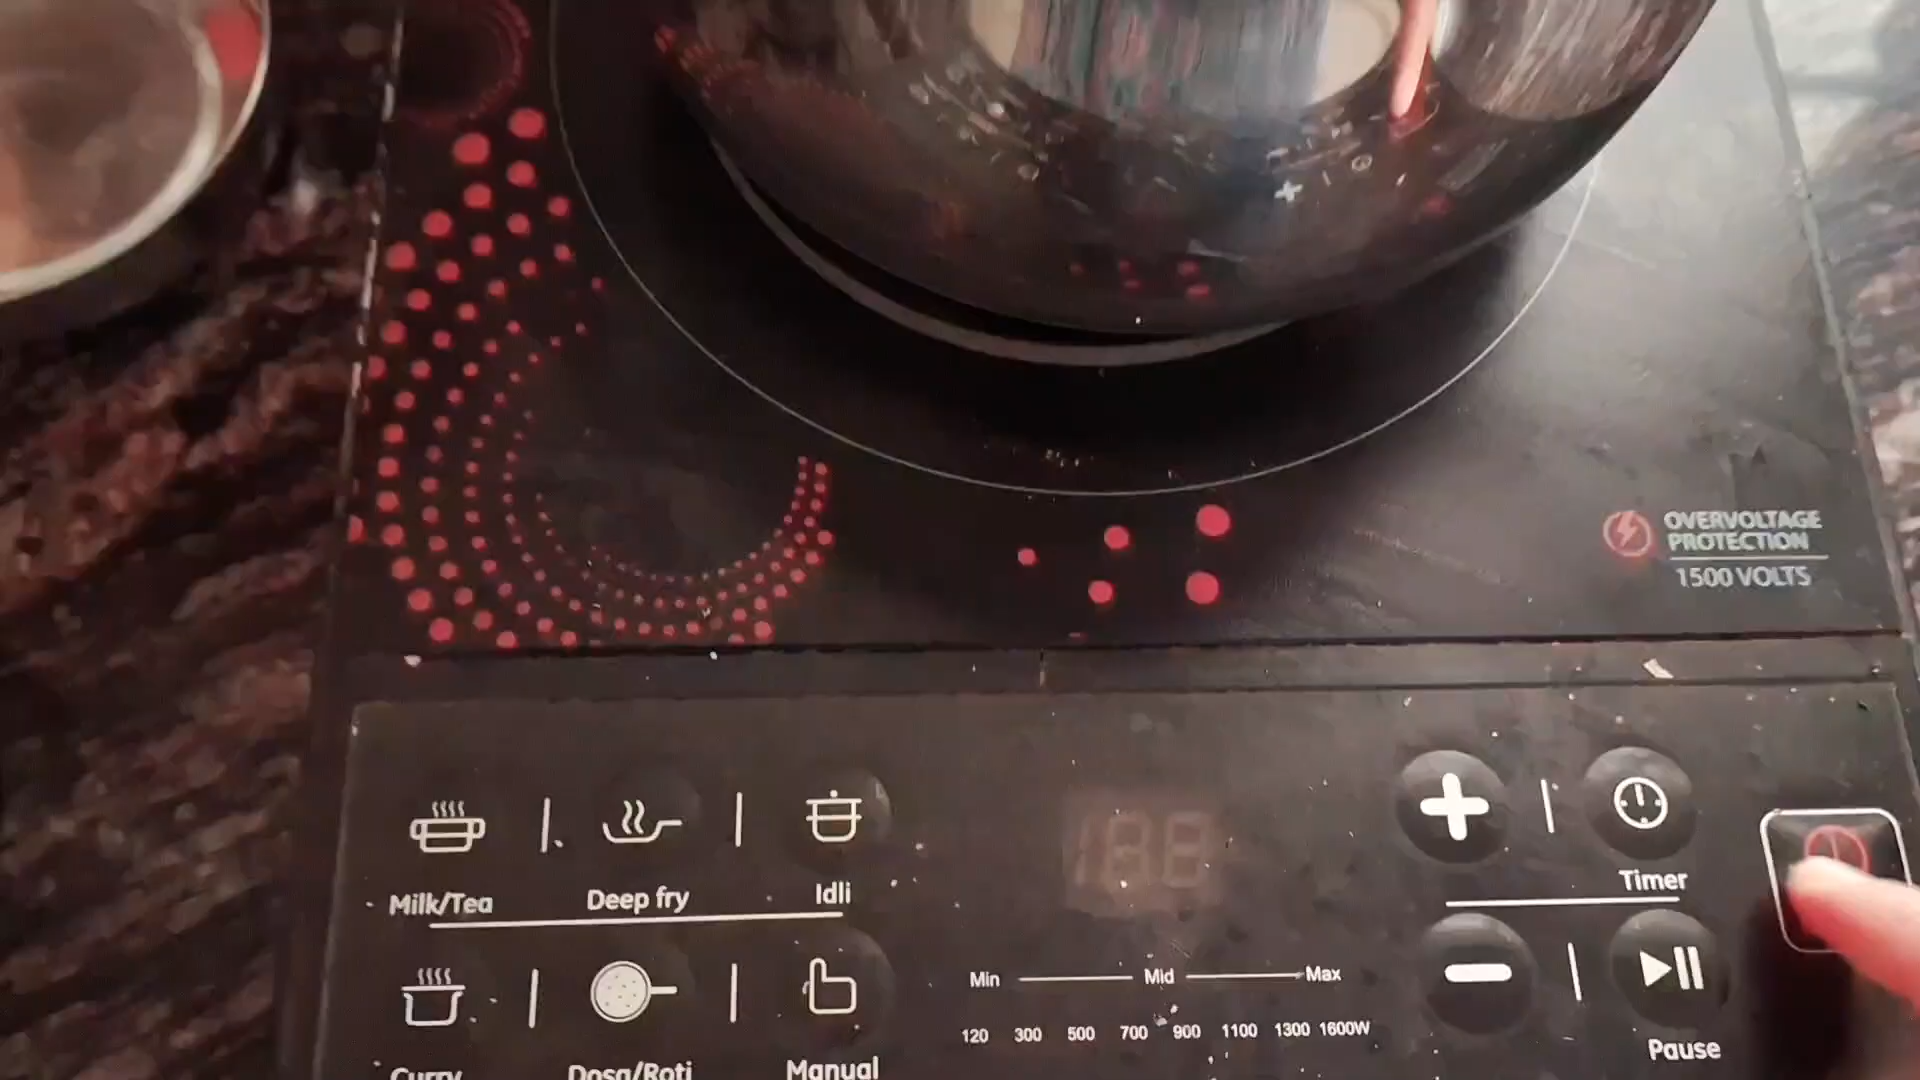 OVERVOLTAGE
PROTECTION
1500 VOLTS
Milk/Tea
Deep fry
Idli
Timer
Min
Mid
Max
120 300 500 700 900 1100 1300 1600W
Pause
Curry
Dosa/Roti
Manual